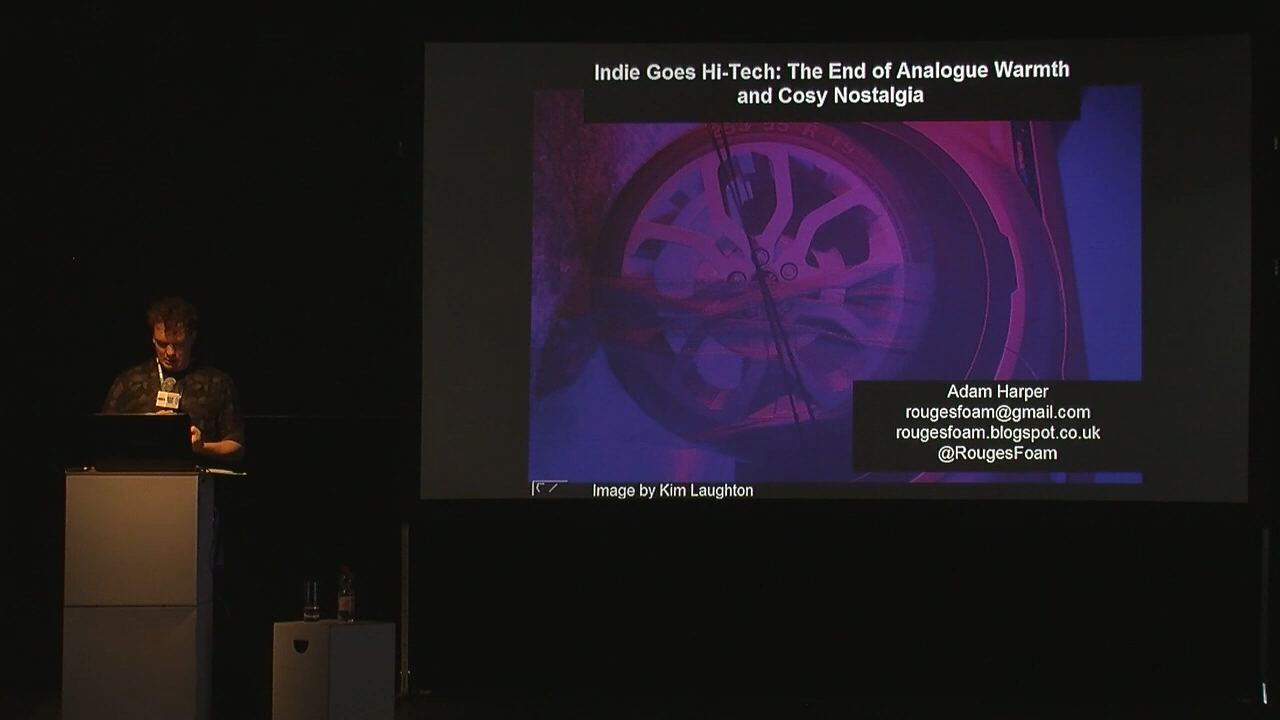 Indie Goes Hi-Tech: The End of Analogue Warmth
and Cosy Nostalgia
Adam Harper
rougesfoam@gmail.com
rougesfoam.blogspot.co.uk
@RougesFoam
Image by Kim Laughton